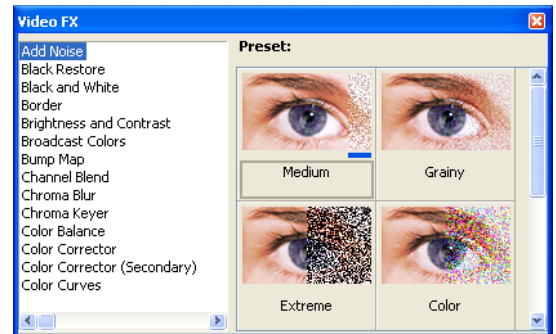 Video FX
Add Noise
Black Restore
Black and White
Border
Brightness and Contrast
Broadcast Colors
Bump Map
Channel Blend
Chroma Blur
Chroma Keyer
Color Balance
Color Corrector
Color Corrector (Secondary)
Color Curves
Preset:
Medium
Grainy
Extreme
Color